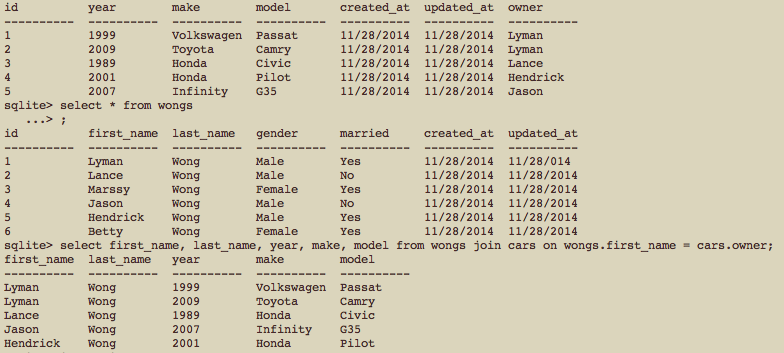 id          year        make        model       created_at  updated_at  owner
----------  ----------  ----------  ----------  ----------  ----------  ----------
1           1999        Volkswagen  Passat      11/28/2014  11/28/2014  Lyman
2           2009        Toyota      Camry       11/28/2014  11/28/2014  Lyman
3           1989        Honda       Civic       11/28/2014  11/28/2014  Lance
4           2001        Honda       Pilot       11/28/2014  11/28/2014  Hendrick
5           2007        Infinity    G35         11/28/2014  11/28/2014  Jason
sqlite> select * from wongs
   ...> ;
id          first_name  last_name   gender      married     created_at  updated_at
----------  ----------  ----------  ----------  ----------  ----------  ----------
1           Lyman       Wong        Male        Yes         11/28/2014  11/28/014
2           Lance       Wong        Male        No          11/28/2014  11/28/2014
3           Marssy      Wong        Female      Yes         11/28/2014  11/28/2014
4           Jason       Wong        Male        No          11/28/2014  11/28/2014
5           Hendrick    Wong        Male        Yes         11/28/2014  11/28/2014
6           Betty       Wong        Female      Yes         11/28/2014  11/28/2014
sqlite> select first_name, last_name, year, make, model from wongs join cars on wongs.first_name = cars.owner;
first_name  last_name   year        make        model
----------  ----------  ----------  ----------  ----------
Lyman       Wong        1999        Volkswagen  Passat
Lyman       Wong        2009        Toyota      Camry
Lance       Wong        1989        Honda       Civic
Jason       Wong        2007        Infinity    G35
Hendrick    Wong        2001        Honda       Pilot